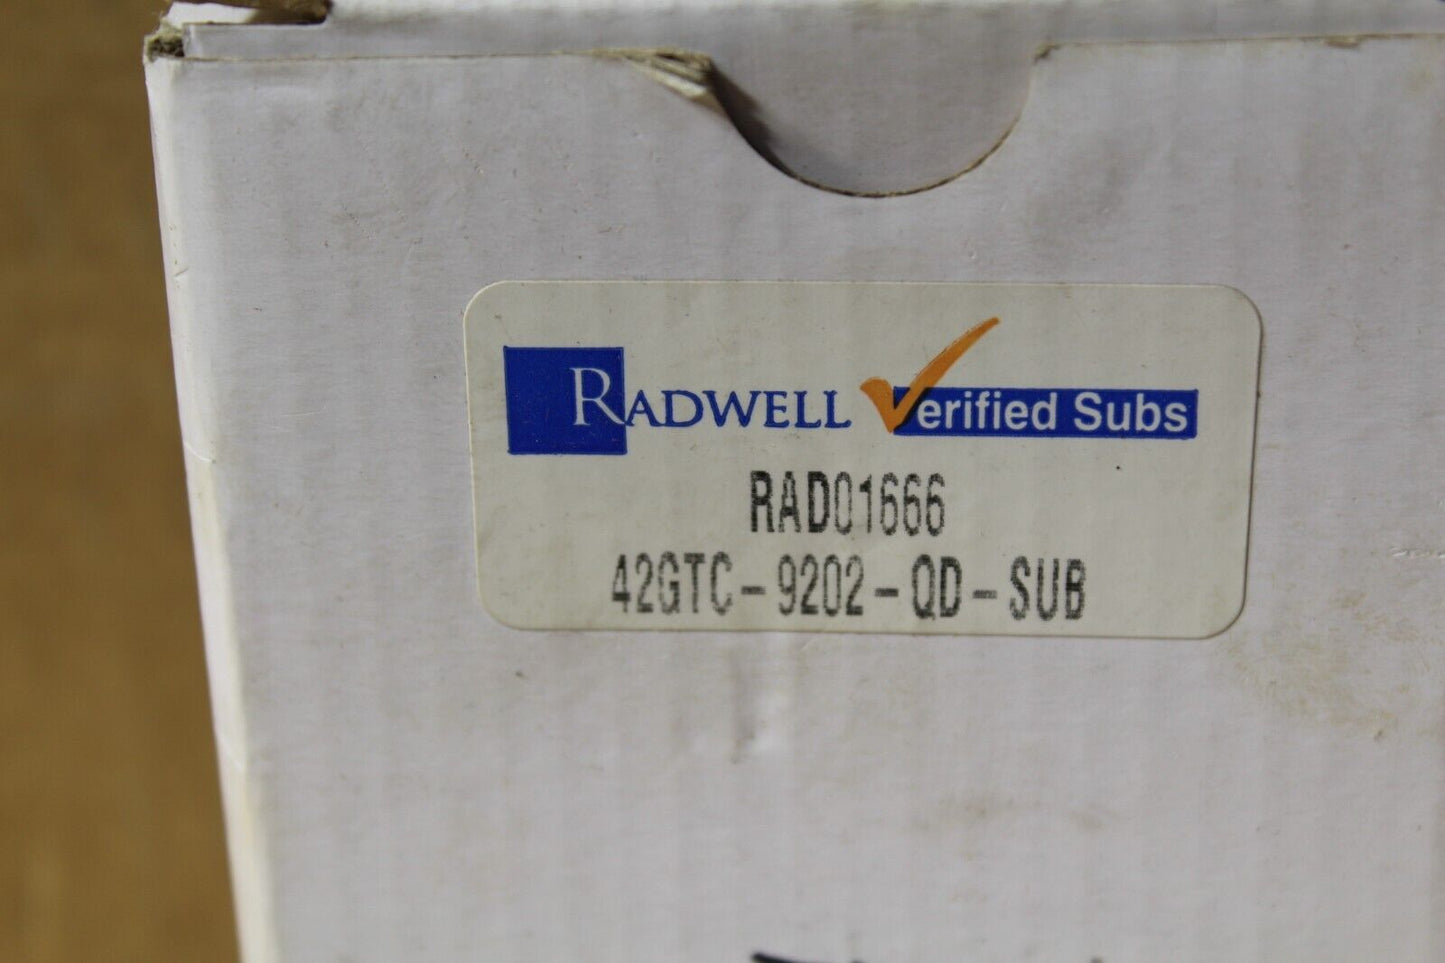 RADWELL Verified Subs
RAD01666
42GTC-9202-QD-SUB